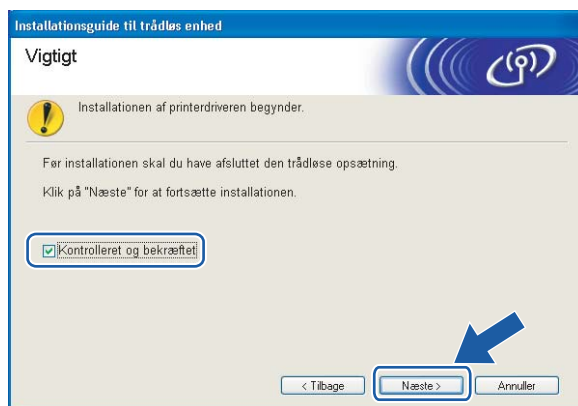 Installationsguide til trådløs enhed
Vigtigt
Installationen af printerdriveren begynder.
Før installationen skal du have afsluttet den trådløse opsætning.
Klik på "Næste" for at fortsætte installationen.
Kontrolleret og bekræftet
< Tilbage
Næste >
Annuller